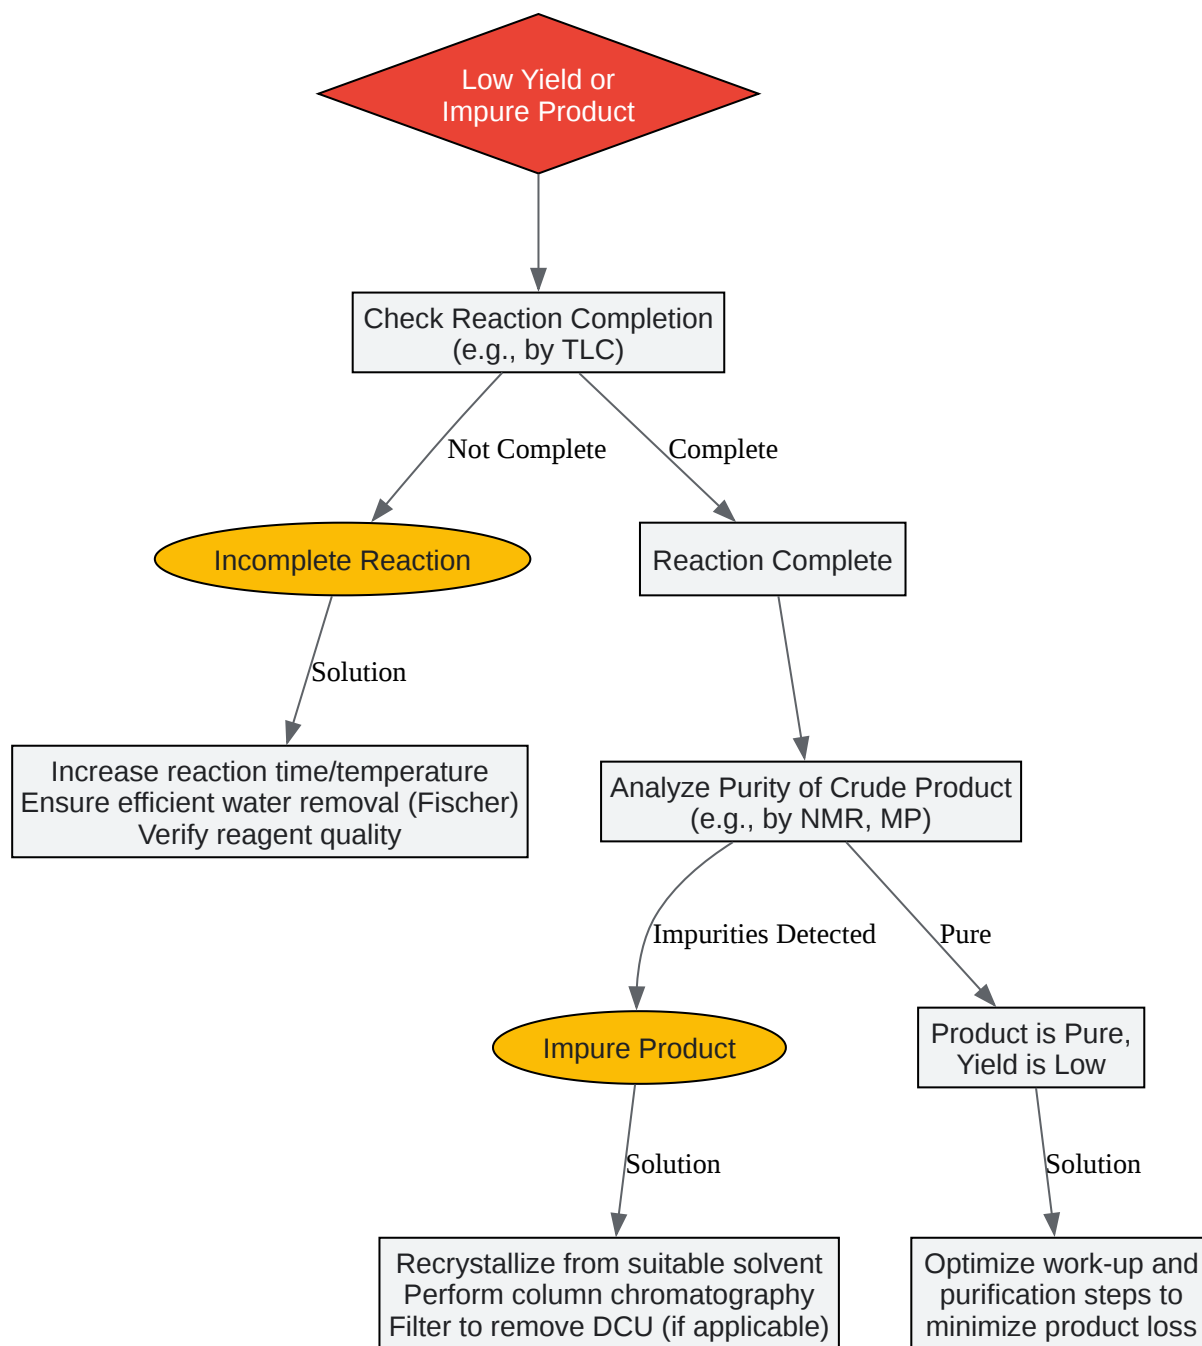 Low Yield or
Impure Product
Check Reaction Completion
(e.g., by TLC)
Not Complete
Complete
Incomplete Reaction
Reaction Complete
Solution
Increase reaction time/temperature
Ensure efficient water removal (Fischer)
Verify reagent quality
Analyze Purity of Crude Product
(e.g., by NMR, MP)
Impurities Detected
Pure
Impure Product
Product is Pure,
Yield is Low
Solution
Solution
Recrystallize from suitable solvent
Perform column chromatography
Filter to remove DCU (if applicable)
Optimize work-up and
purification steps to
minimize product loss